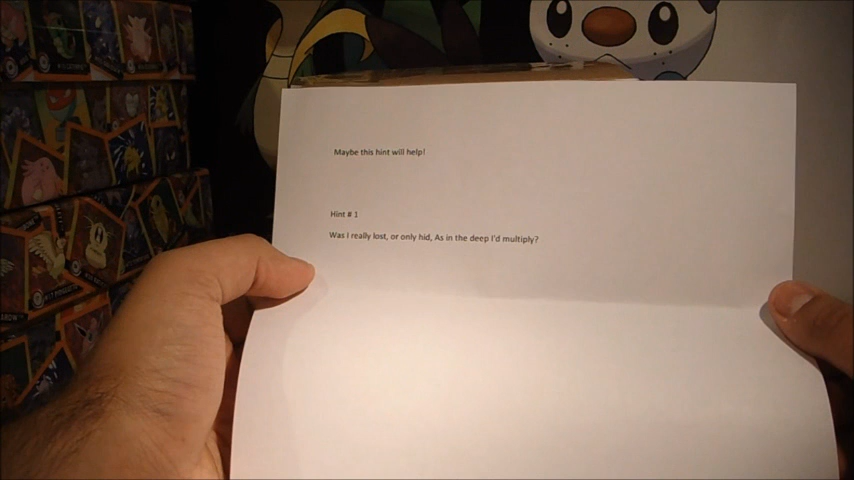 Maybe this hint will help!
Hint # 1
Was I really lost, or only hid, As in the deep I'd multiply?